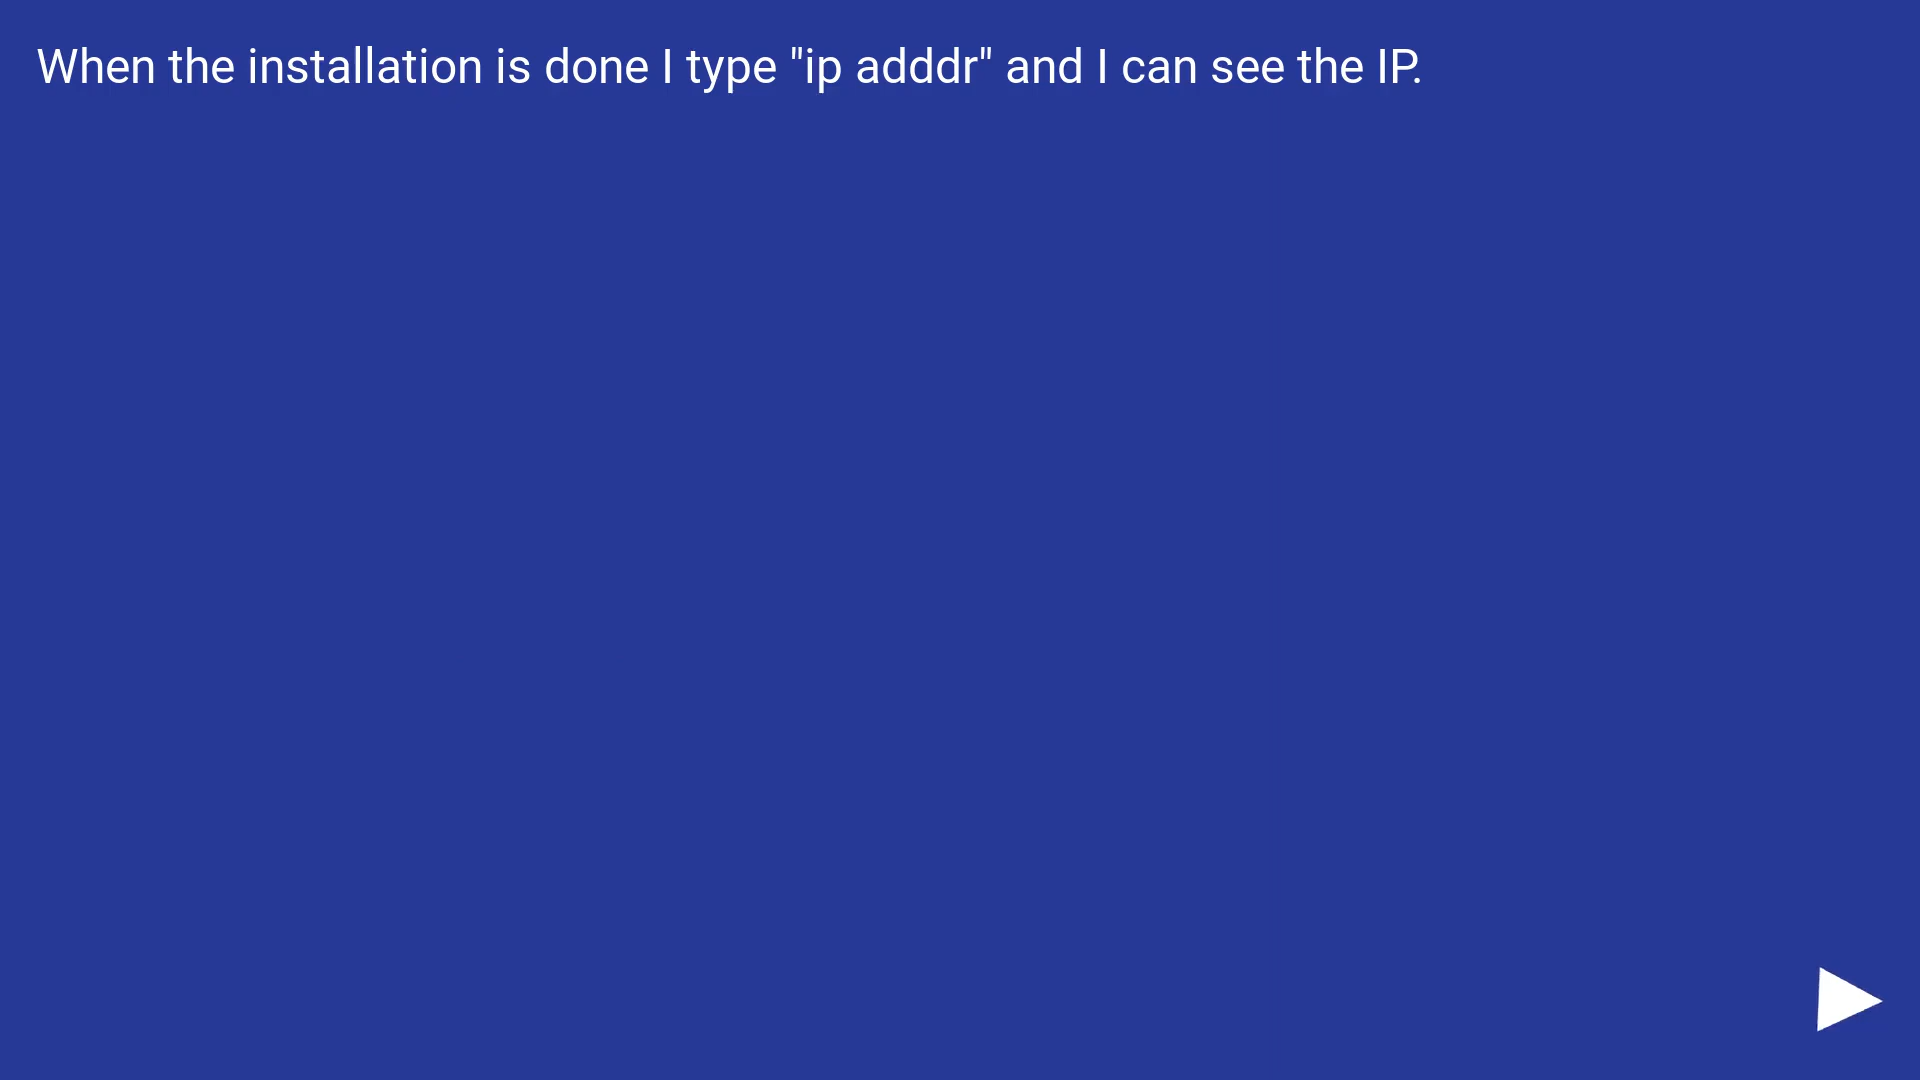 When the installation is done I type "ip adddr" and I can see the IP.